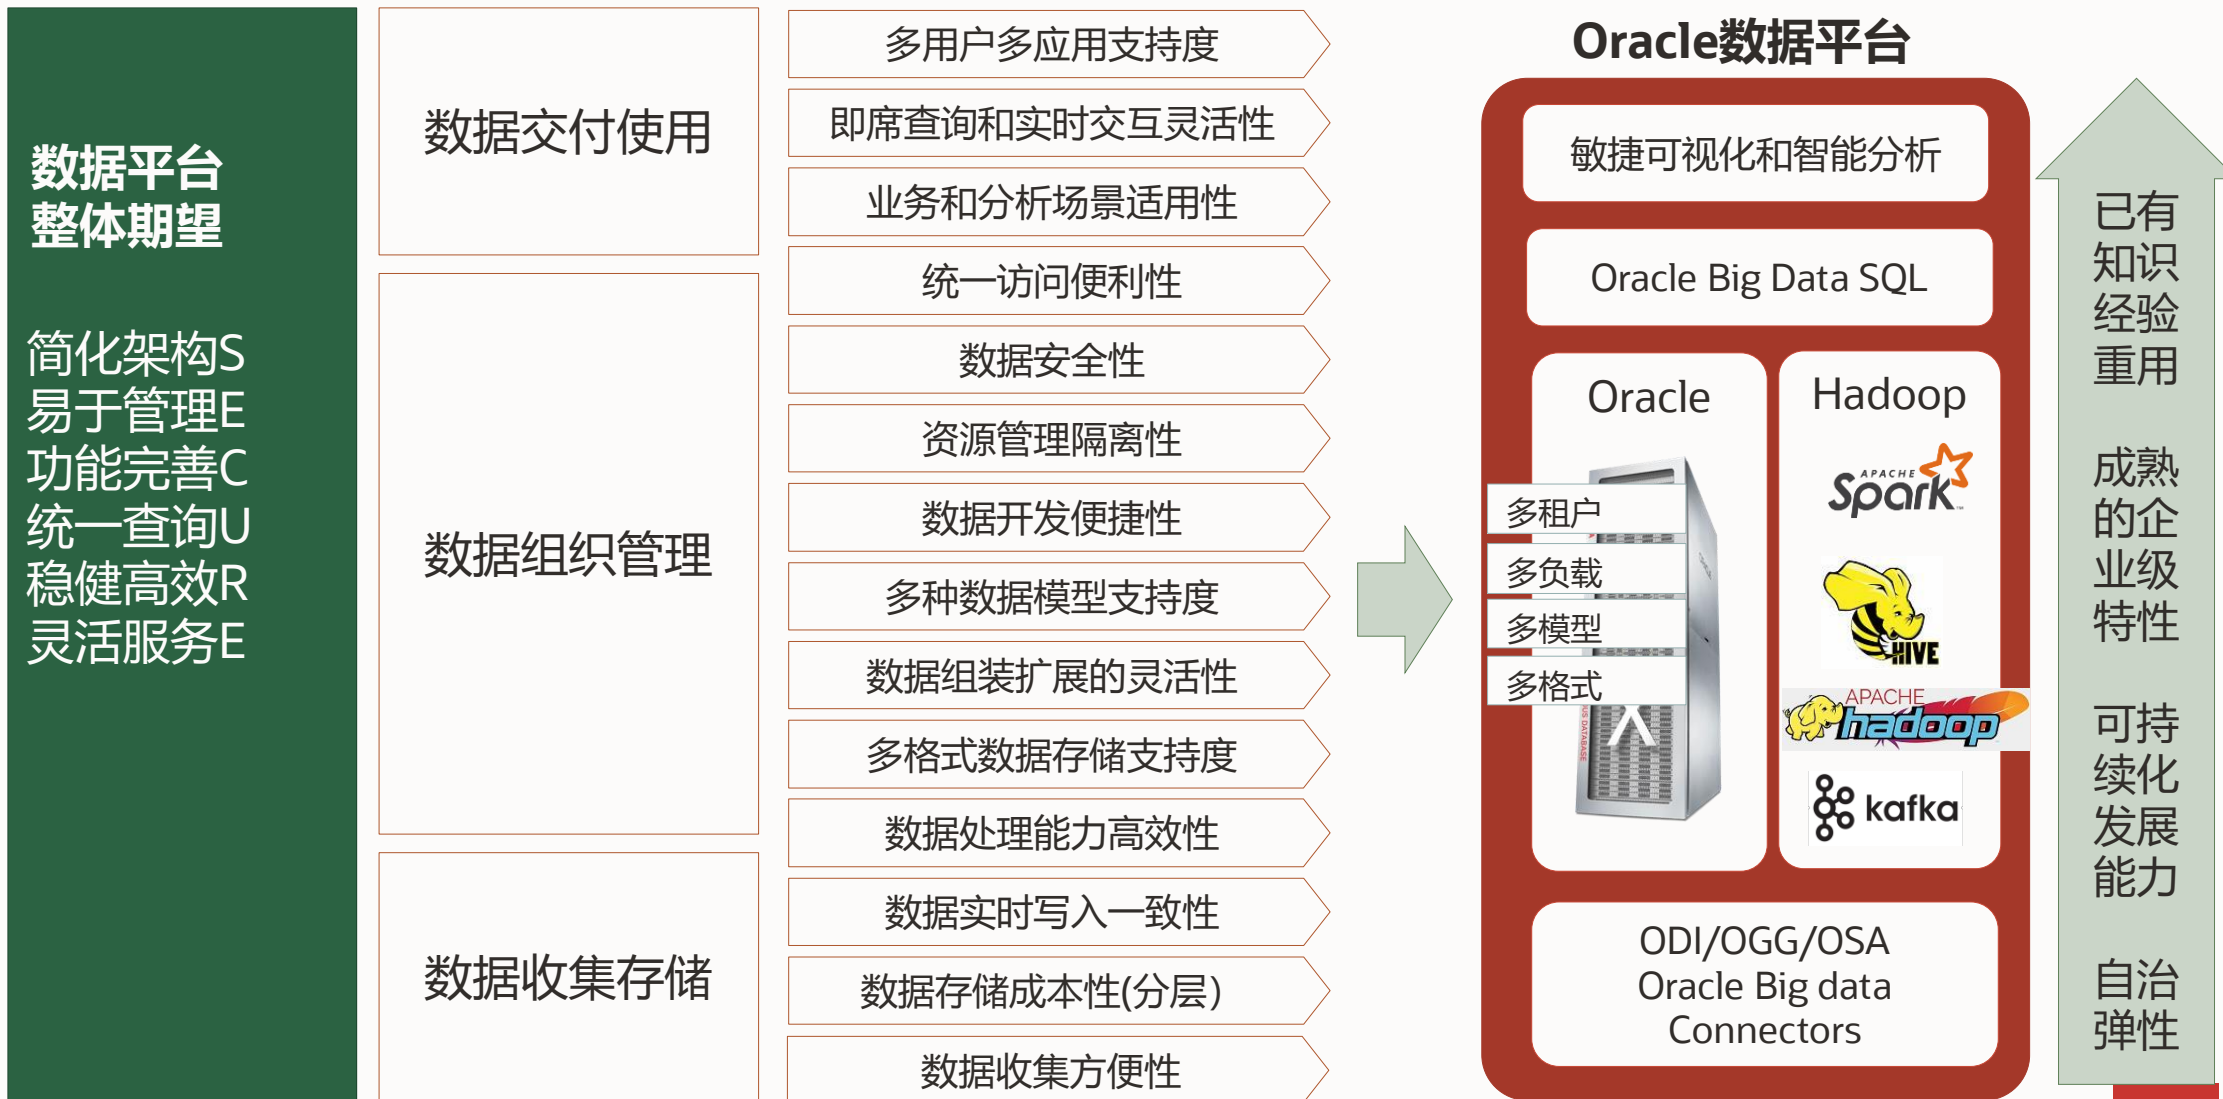 数据平台
整体期望
简化架构S
易于管理E
功能完善C
统一查询U
稳健高效R
灵活服务E
数据交付使用
数据组织管理
数据收集存储
多用户多应用支持度
即席查询和实时交互灵活性
业务和分析场景适用性
统一访问便利性
数据安全性
资源管理隔离性
数据开发便捷性
多种数据模型支持度
数据组装扩展的灵活性
多格式数据存储支持度
数据处理能力高效性
数据实时写入一致性
数据存储成本性(分层）
数据收集方便性
Oracle数据平台
敏捷可视化和智能分析
Oracle Big Data SQL
Oracle
多租户
多负载
多模型
多格式
US DATABASE
Hadoop
APACHE
Spark
HIVE
APACHE
hadoop
kafka
ODI/OGG/OSA
Oracle Big data
Connectors
已有
知识
经验
重用
成熟
的企
业级
特性
可持
续化
发展
能力
自治
弹性